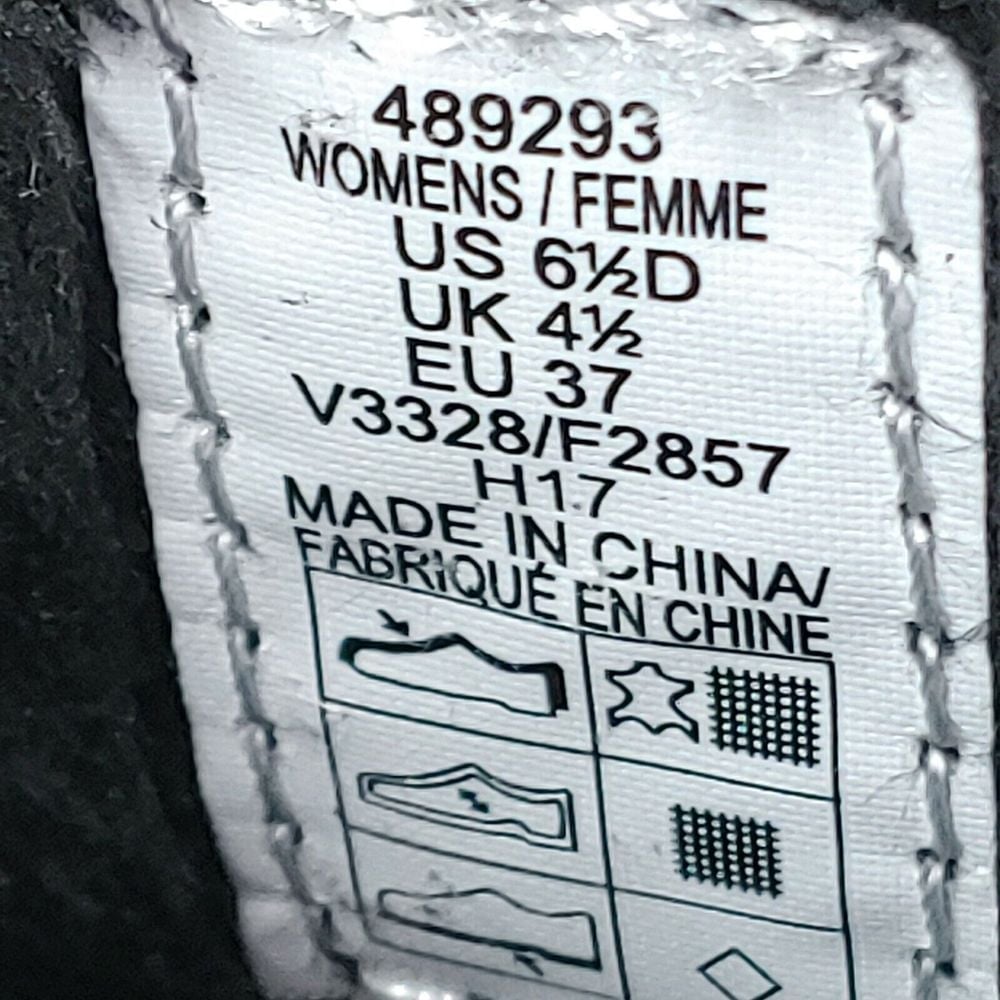 489293
WOMENS / FEMME
US 6½D
UK 4½
EU 37
V3328/F2857
H17
MADE IN CHINA/
FABRIQUÉ EN CHINE